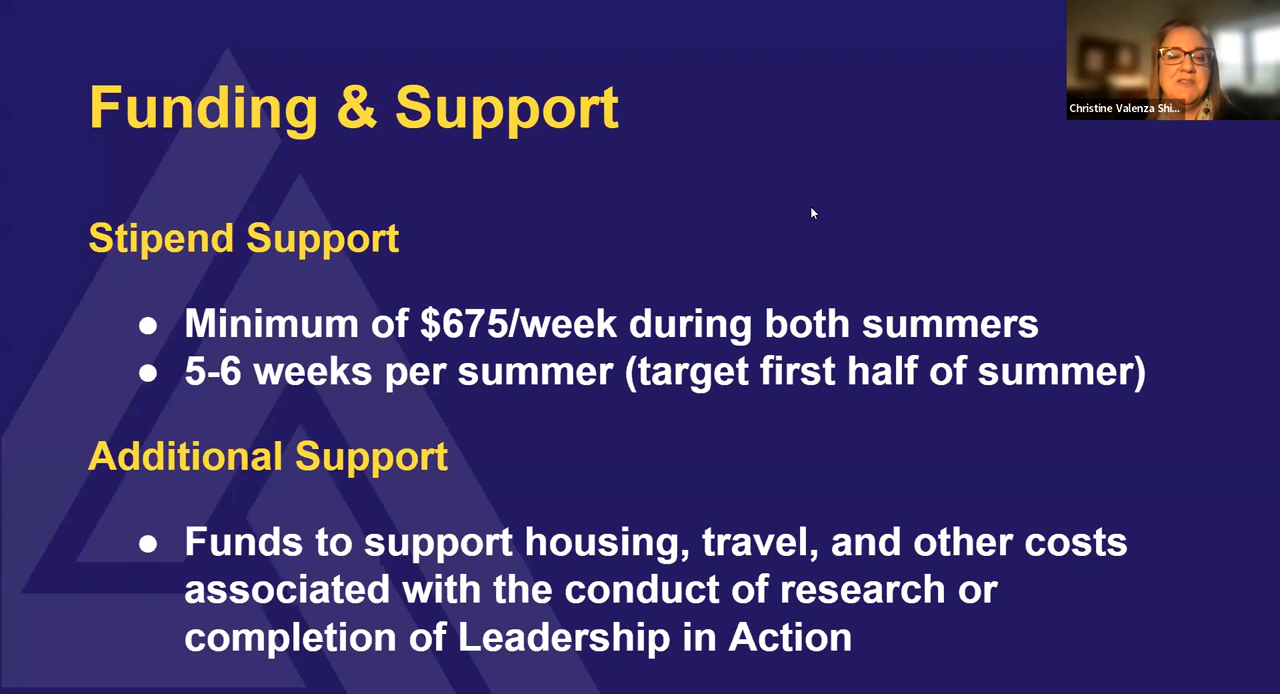 Funding & Support
Christine Valenza Shi...
Stipend Support
● Minimum of $675/week during both summers
● 5-6 weeks per summer (target first half of summer)
Additional Support
● Funds to support housing, travel, and other costs
associated with the conduct of research or
completion of Leadership in Action